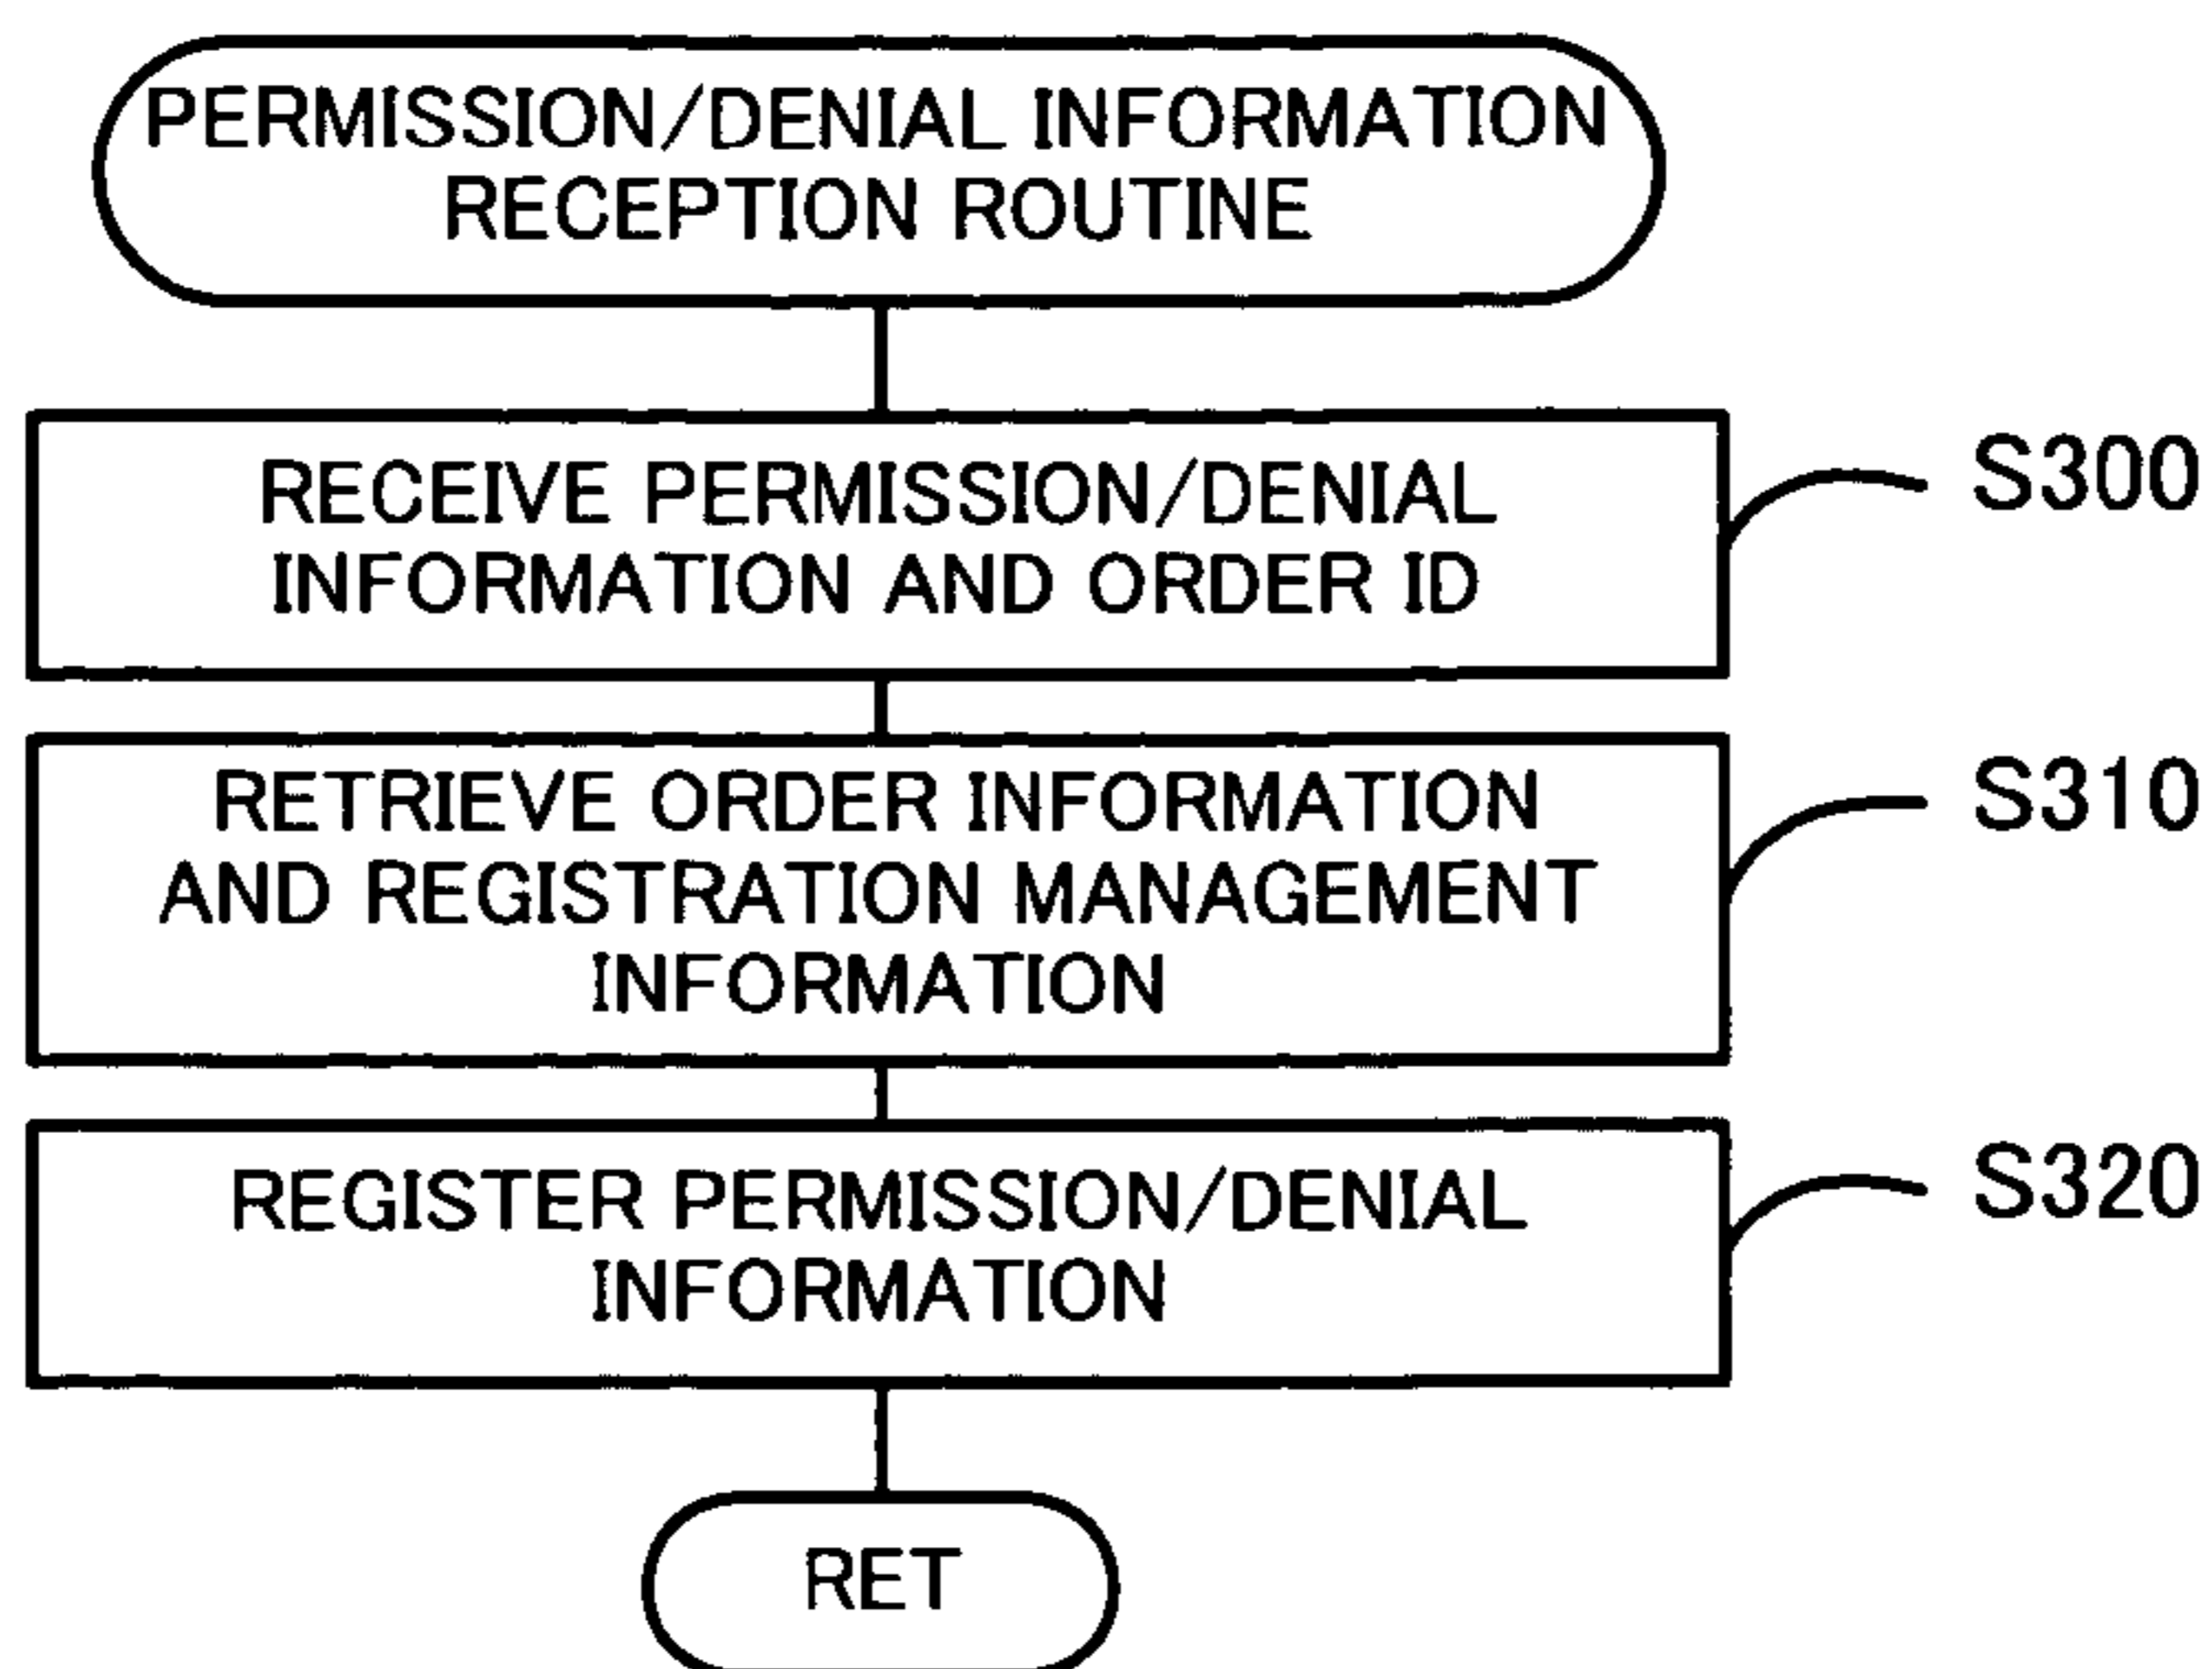 PERMISSION/DENIAL INFORMATION
RECEPTION ROUTINE
RECEIVE PERMISSION/DENIAL
INFORMATION AND ORDER ID
S300
RETRIEVE ORDER INFORMATION
AND REGISTRATION MANAGEMENT
INFORMATION
S310
REGISTER PERMISSION/DENIAL
INFORMATION
S320
RET